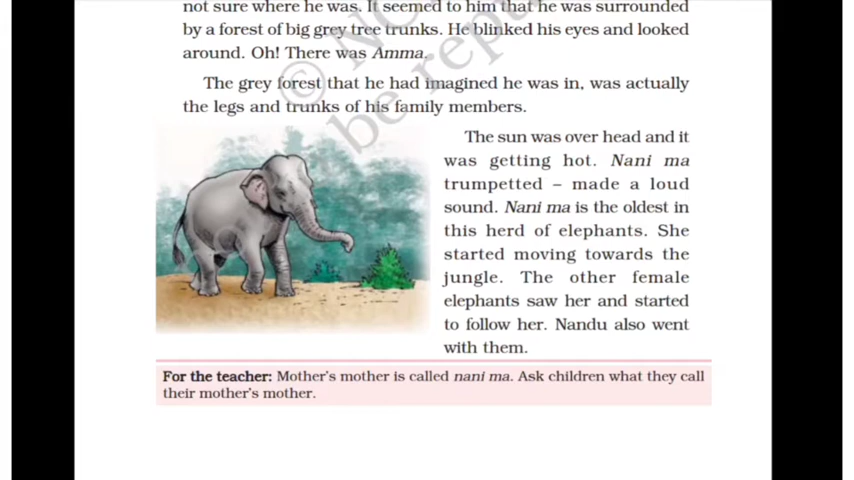 not sure where he was. It seemed to him that he was surrounded
by a forest of big grey tree trunks. He blinked his eyes and looked
around. Oh! There was Amma.
The grey forest that he had imagined he was in, was actually
the legs and trunks of his family members.
The sun was over head and it
was getting hot. Nani ma
trumpetted – made a loud
sound. Nani ma is the oldest in
this herd of elephants. She
started moving towards the
jungle. The other female
elephants saw her and started
to follow her. Nandu also went
with them.
For the teacher: Mother's mother is called nani ma. Ask children what they call
their mother's mother.
© NC
be rep